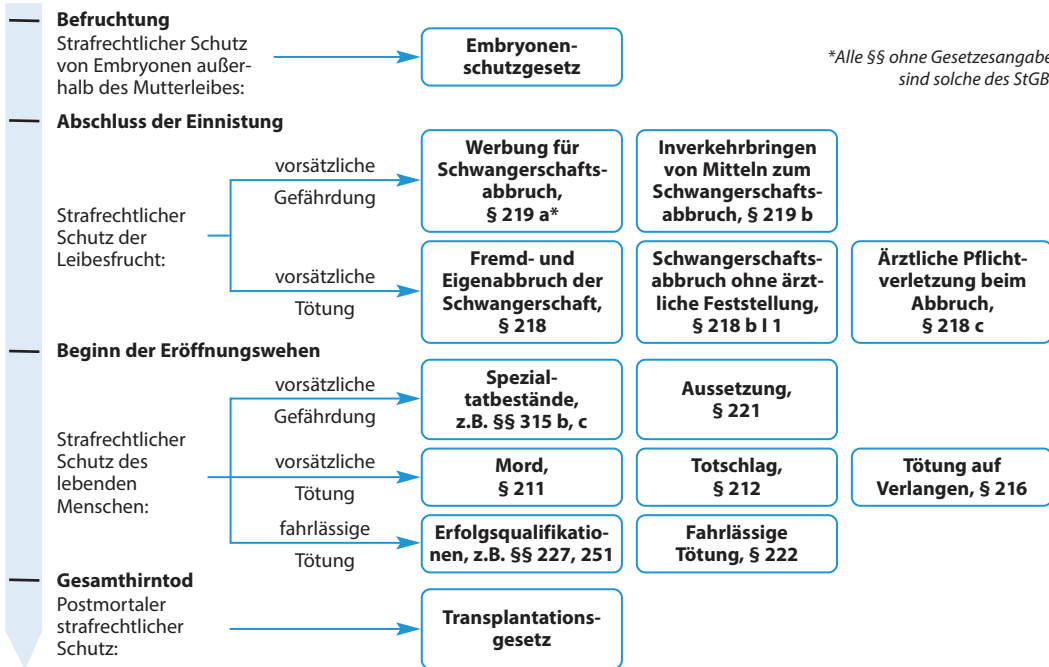 Befruchtung
Strafrechtlicher Schutz
von Embryonen außer-
halb des Mutterleibes:
Embryonen-
schutzgesetz
*Alle §§ ohne Gesetzesangabe
sind solche des StGB
Abschluss der Einnistung
Strafrechtlicher
Schutz der
Leibesfrucht:
vorsätzliche
Gefährdung
Werbung für
Schwangerschafts-
abbruch,
§ 219 a*
Inverkehrbringen
von Mitteln zum
Schwangerschafts-
abbruch, § 219 b
vorsätzliche
Tötung
Fremd- und
Eigenabbruch der
Schwangerschaft,
§ 218
Schwangerschafts-
abbruch ohne ärzt-
liche Feststellung,
§ 218 b I 1
Ärztliche Pflicht-
verletzung beim
Abbruch,
§ 218 c
Beginn der Eröffnungswehen
Strafrechtlicher
Schutz des
lebenden
Menschen:
vorsätzliche
Gefährdung
Spezial-
tatbestände,
z.B. §§ 315 b, c
Aussetzung,
§ 221
vorsätzliche
Tötung
Mord,
§ 211
Totschlag,
§ 212
Tötung auf
Verlangen, § 216
fahrlässige
Tötung
Erfolgsqualifikatio-
nen, z.B. §§ 227, 251
Fahrlässige
Tötung, § 222
Gesamthirntod
Postmortaler
strafrechtlicher
Schutz:
Transplantations-
gesetz